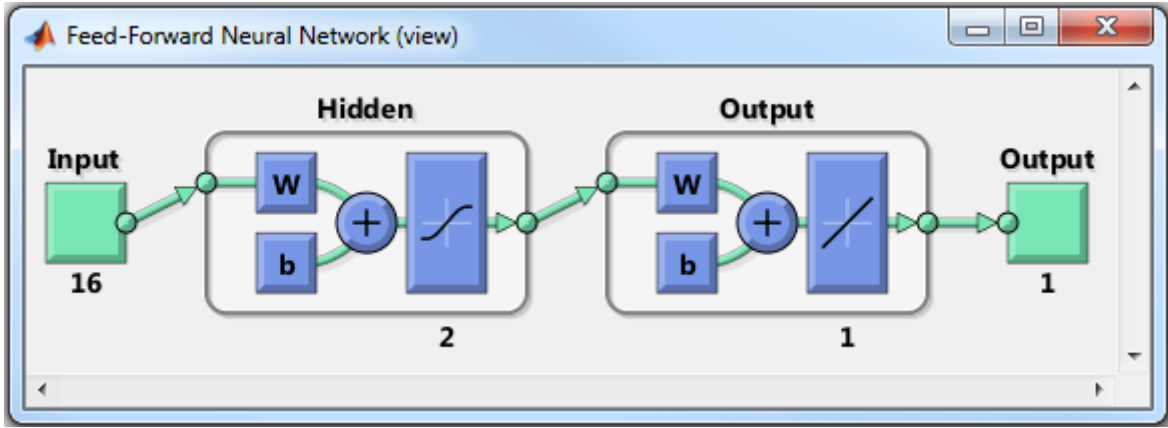 Feed-Forward Neural Network (view)
Hidden
Output
Input
Output
W
W
+
+
b
b
16
1
2
1